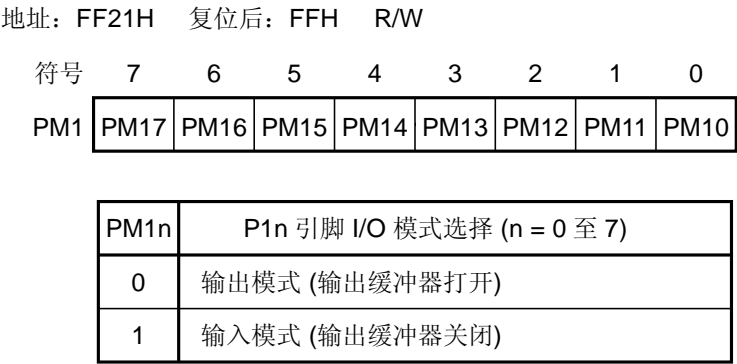 地址：FF21H 复位后：FFH R/W
符号 7 6 5 4 3 2 1 0
PM1 PM17 PM16 PM15 PM14 PM13 PM12 PM11 PM10
PM1n P1n 引脚 I/O 模式选择 (n = 0 至 7)
0 输出模式 (输出缓冲器打开)
1 输入模式 (输出缓冲器关闭)